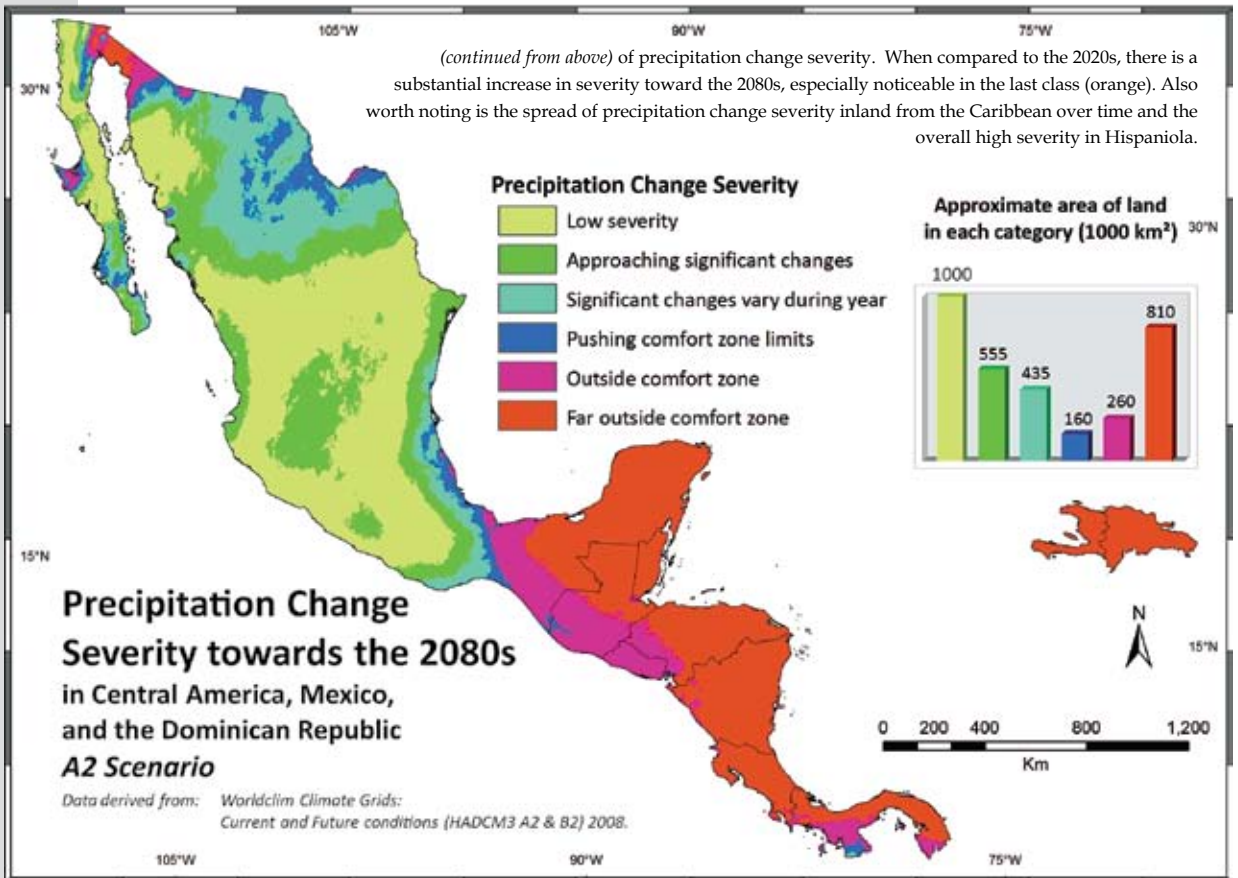 105°W 90°W 75°W
(continued from above) of precipitation change severity. When compared to the 2020s, there is a
substantial increase in severity toward the 2080s, especially noticeable in the last class (orange). Also
worth noting is the spread of precipitation change severity inland from the Caribbean over time and the
overall high severity in Hispaniola.
30°N
Precipitation Change Severity
Low severity
Approaching significant changes
Significant changes vary during year
Pushing comfort zone limits
Outside comfort zone
Far outside comfort zone
Approximate area of land
in each category (1000 km²)
30°N
1000
555
435
160
260
810
15°N
Precipitation Change
Severity towards the 2080s
in Central America, Mexico,
and the Dominican Republic
A2 Scenario
Data derived from: Worldclim Climate Grids:
Current and Future conditions (HADCM3 A2 & B2) 2008.
N
15°N
0 200 400 800 1,200
Km
105°W 90°W 75°W